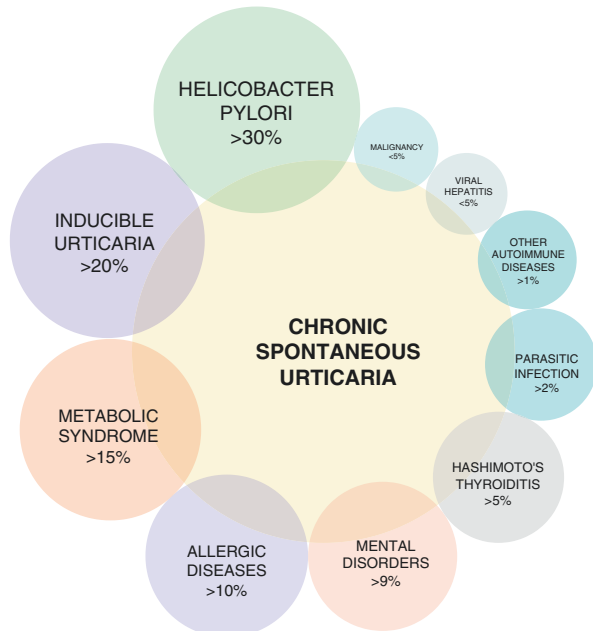 HELICOBACTER
PYLORI
>30%
MALIGNANCY
<5%
VIRAL
HEPATITIS
<5%
INDUCIBLE
URTICARIA
>20%
OTHER
AUTOIMMUNE
DISEASES
>1%
CHRONIC
SPONTANEOUS
URTICARIA
PARASITIC
INFECTION
>2%
METABOLIC
SYNDROME
>15%
HASHIMOTO'S
THYROIDITIS
>5%
ALLERGIC
DISEASES
>10%
MENTAL
DISORDERS
>9%